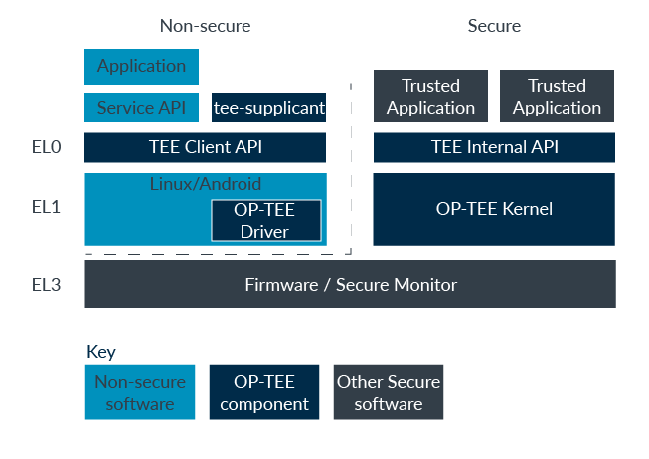 Non-secure
Secure
Application
Service API
tee-supplicant
Trusted
Application
Trusted
Application
EL0
TEE Client API
TEE Internal API
EL1
Linux/Android
OP-TEE
Driver
OP-TEE Kernel
EL3
Firmware / Secure Monitor
Key
Non-secure
software
OP-TEE
component
Other Secure
software